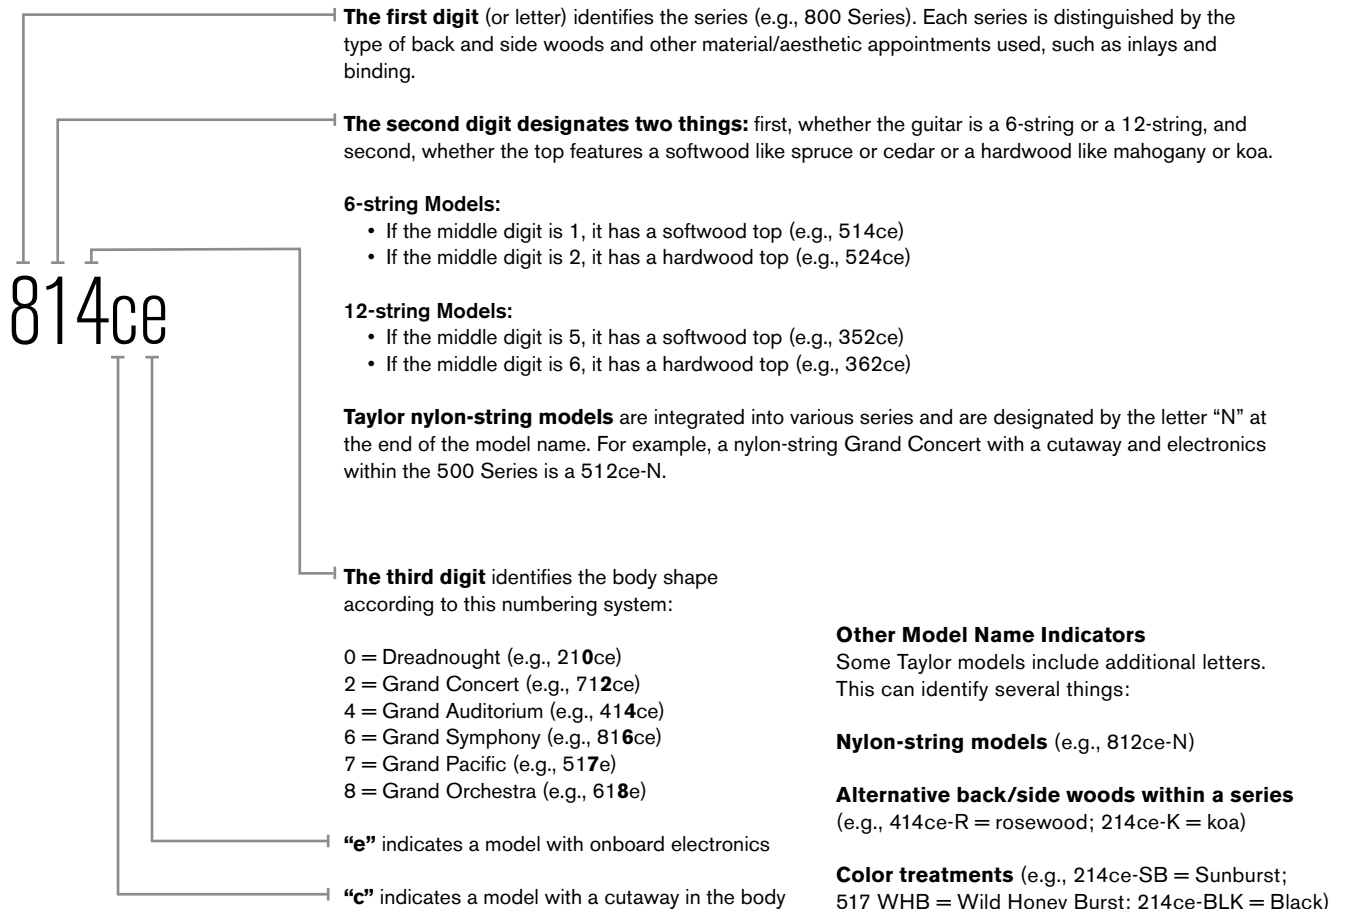 The first digit (or letter) identifies the series (e.g., 800 Series). Each series is distinguished by the
type of back and side woods and other material/aesthetic appointments used, such as inlays and
binding.
The second digit designates two things: first, whether the guitar is a 6-string or a 12-string, and
second, whether the top features a softwood like spruce or cedar or a hardwood like mahogany or koa.
6-string Models:
• If the middle digit is 1, it has a softwood top (e.g., 514ce)
• If the middle digit is 2, it has a hardwood top (e.g., 524ce)
814ce
12-string Models:
• If the middle digit is 5, it has a softwood top (e.g., 352ce)
• If the middle digit is 6, it has a hardwood top (e.g., 362ce)
Taylor nylon-string models are integrated into various series and are designated by the letter “N” at
the end of the model name. For example, a nylon-string Grand Concert with a cutaway and electronics
within the 500 Series is a 512ce-N.
The third digit identifies the body shape
according to this numbering system:
0 = Dreadnought (e.g., 210ce)
2 = Grand Concert (e.g., 712ce)
4 = Grand Auditorium (e.g., 414ce)
6 = Grand Symphony (e.g., 816ce)
7 = Grand Pacific (e.g., 517e)
8 = Grand Orchestra (e.g., 618e)
“e” indicates a model with onboard electronics
“c” indicates a model with a cutaway in the body
Other Model Name Indicators
Some Taylor models include additional letters.
This can identify several things:
Nylon-string models (e.g., 812ce-N)
Alternative back/side woods within a series
(e.g., 414ce-R = rosewood; 214ce-K = koa)
Color treatments (e.g., 214ce-SB = Sunburst;
517 WHB = Wild Honey Burst; 214ce-BLK = Black)